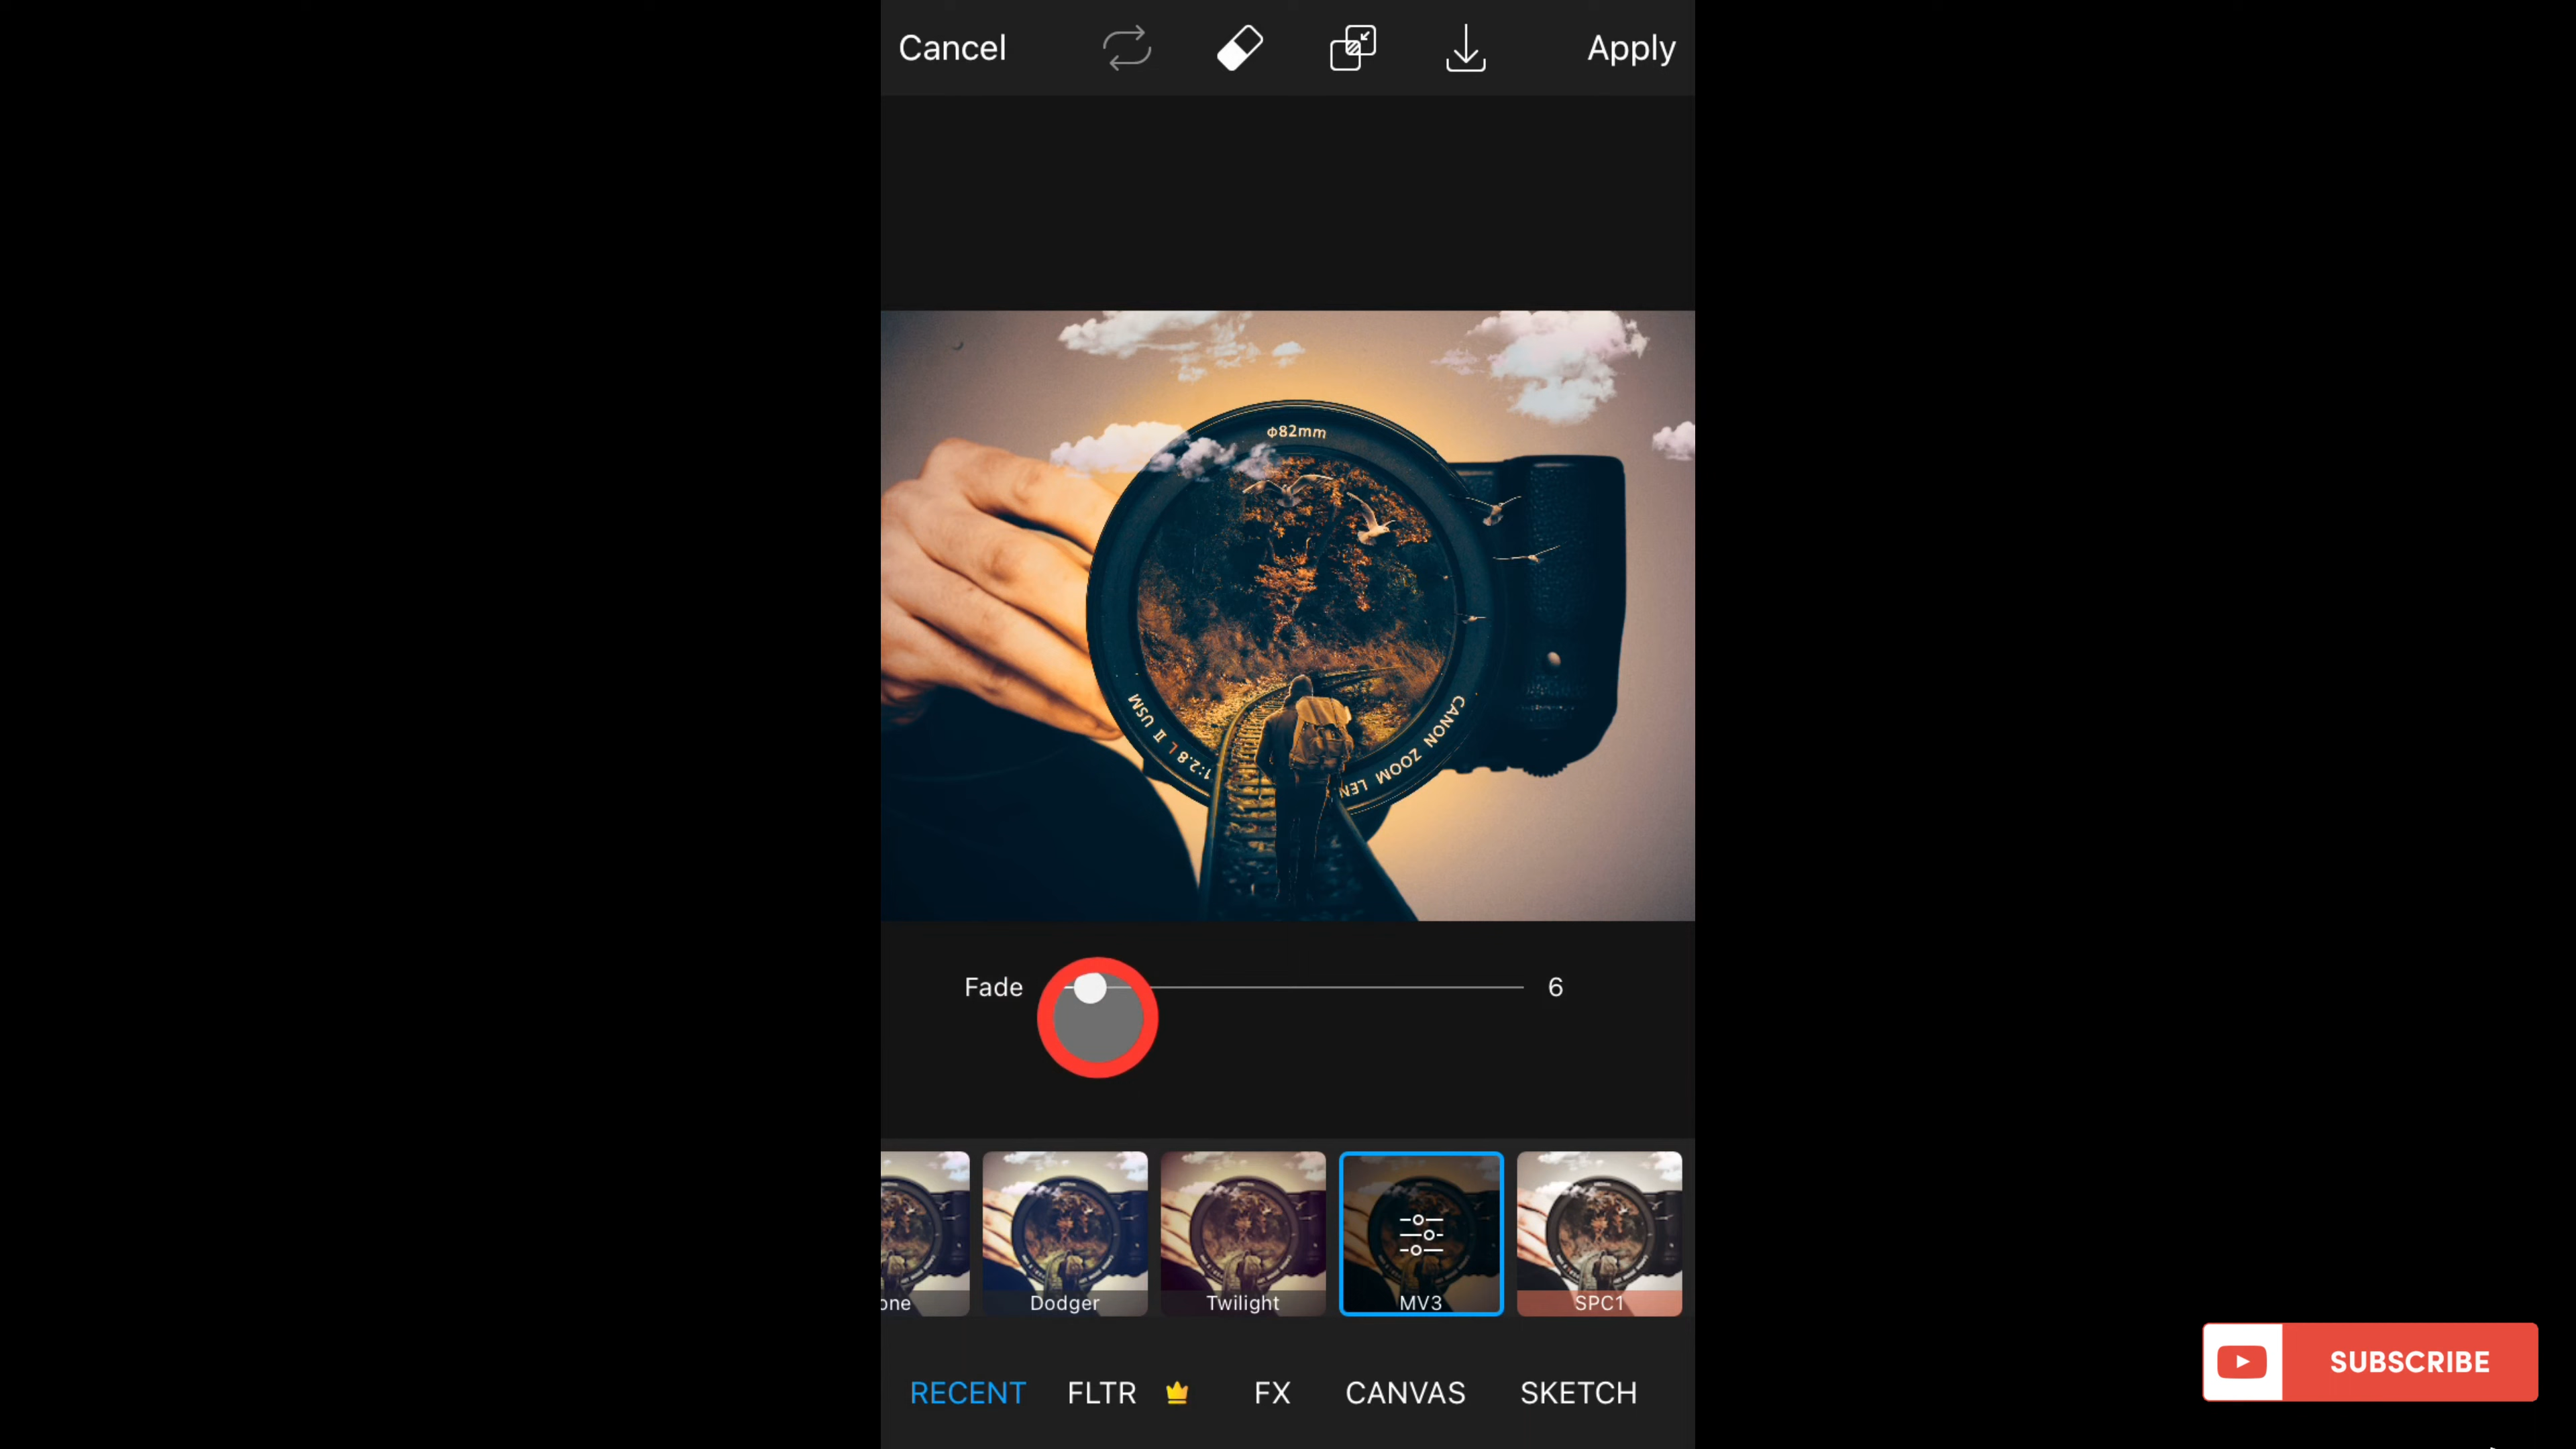 Cancel
Apply
Φ82mm
CANON ZOOM LEN
1:2.8 L II USM
Fade
6
one
Dodger
Twilight
MV3
SPC1
RECENT
FLTR
FX
CANVAS
SKETCH
SUBSCRIBE